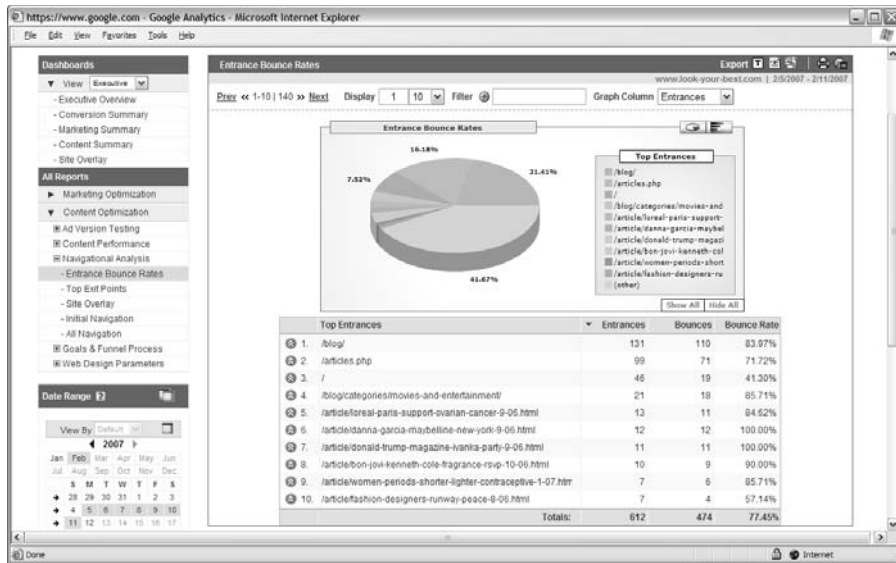 https://www.google.com - Google Analytics - Microsoft Internet Explorer
File Edit View Favorites Tools Help
Dashboards
View Executive
- Executive Overview
- Conversion Summary
- Marketing Summary
- Content Summary
- Site Overlay
All Reports
Marketing Optimization
Content Optimization
Ad Version Testing
Content Performance
Navigational Analysis
- Entrance Bounce Rates
- Top Exit Points
- Site Overlay
- Initial Navigation
- All Navigation
Goals & Funnel Process
Web Design Parameters
Date Range
View By Default
2007
Jan Feb Mar Apr May Jun
Jul Aug Sep Oct Nov Dec
S M T W T F S
28 29 30 31 1 2 3
4 5 6 7 8 9 10
11 12 13 14 15 16 17
Entrance Bounce Rates Export
www.look-your-best.com | 2/5/2007 - 2/11/2007
Prev << 1-10 | 140 >> Next Display 1 10 Filter Graph Column Entrances
Entrance Bounce Rates
16.18%
7.52%
21.41%
41.67%
Top Entrances
/blog/
/articles.php
/
/blog/categories/movies-and
/article/loreal-paris-support-
/article/danna-garcia-maybel
/article/donald-trump-magazi
/article/bon-jovi-kenneth-col
/article/women-periods-short
/article/fashion-designers-ru
(other)
Show All Hide All
Top Entrances Entrances Bounces Bounce Rate
1. /blog/ 131 110 83.97%
2. /articles.php 99 71 71.72%
3. / 46 19 41.30%
4. /blog/categories/movies-and-entertainment/ 21 18 85.71%
5. /article/loreal-paris-support-ovarian-cancer-9-06.html 13 11 84.62%
6. /article/danna-garcia-maybelline-new-york-9-06.html 12 12 100.00%
7. /article/donald-trump-magazine-ivanka-party-9-06.html 11 11 100.00%
8. /article/bon-jovi-kenneth-cole-fragrance-rsvp-10-06.html 10 9 90.00%
9. /article/women-periods-shorter-lighter-contraceptive-1-07.htm 7 6 85.71%
10. /article/fashion-designers-runway-peace-8-06.html 7 4 57.14%
Totals: 612 474 77.45%
Done Internet